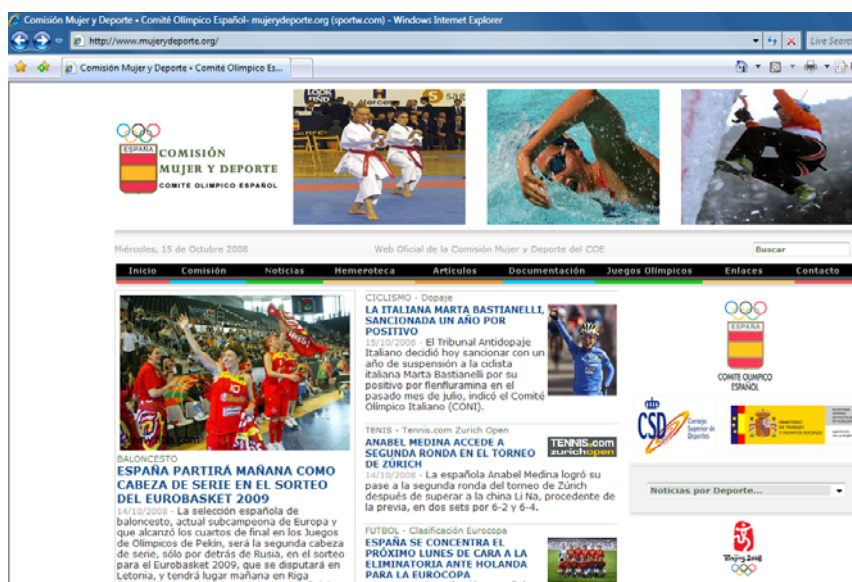 Comisión Mujer y Deporte • Comité Olimpico Español- mujerydeporte.org (sportw.com) - Windows Internet Explorer
http://www.mujerydeporte.org/
Live Searc
Comisión Mujer y Deporte • Comité Olimpico Es...
ESPAÑA
COMISIÓN
MUJER Y DEPORTE
COMITE OLIMPICO ESPAÑOL
Miércoles, 15 de Octubre 2008
Web Oficial de la Comisión Mujer y Deporte del COE
Buscar
Inicio Comisión Noticias Hemeroteca Artículos Documentación Juegos Olímpicos Enlaces Contacto
BALONCESTO
ESPAÑA PARTIRÁ MAÑANA COMO
CABEZA DE SERIE EN EL SORTEO
DEL EUROBASKET 2009
14/10/2008 - La selección española de
baloncesto, actual subcampeona de Europa y
que alcanzó los cuartos de final en los Juegos
de Olímpicos de Pekín, será la segunda cabeza
de serie, sólo por detrás de Rusia, en el sorteo
para el Eurobasket 2009, que se disputará en
Letonia, y tendrá lugar mañana en Riga
CICLISMO - Dopaje
LA ITALIANA MARTA BASTIANELLI,
SANCIONADA UN AÑO POR
POSITIVO
15/10/2008 - El Tribunal Antidopaje
Italiano decidió hoy sancionar con un
año de suspensión a la ciclista
italiana Marta Bastianelli por su
positivo por flenfluramina en el
pasado mes de julio, indicó el Comité
Olímpico Italiano (CONI).
TENIS - Tennis.com Zurich Open
ANABEL MEDINA ACCEDE A
SEGUNDA RONDA EN EL TORNEO
DE ZÚRICH
TENNIS.com
zurichopen
14/10/2008 - La española Anabel Medina logró su
pase a la segunda ronda del torneo de Zúrich
después de superar a la china Li Na, procedente de
la previa, en dos sets por 6-2 y 6-4.
FUTBOL - Clasificación Eurocopa
ESPAÑA SE CONCENTRA EL
PRÓXIMO LUNES DE CARA A LA
ELIMINATORIA ANTE HOLANDA
PARA LA EUROCOPA
ESPAÑA
COMITE OLIMPICO
ESPAÑOL
CSD
Consejo
Superior de
Deportes
MINISTERIO
DE TRABAJO
Y ASUNTOS SOCIALES
Noticias por Deporte...
Beijing 2008